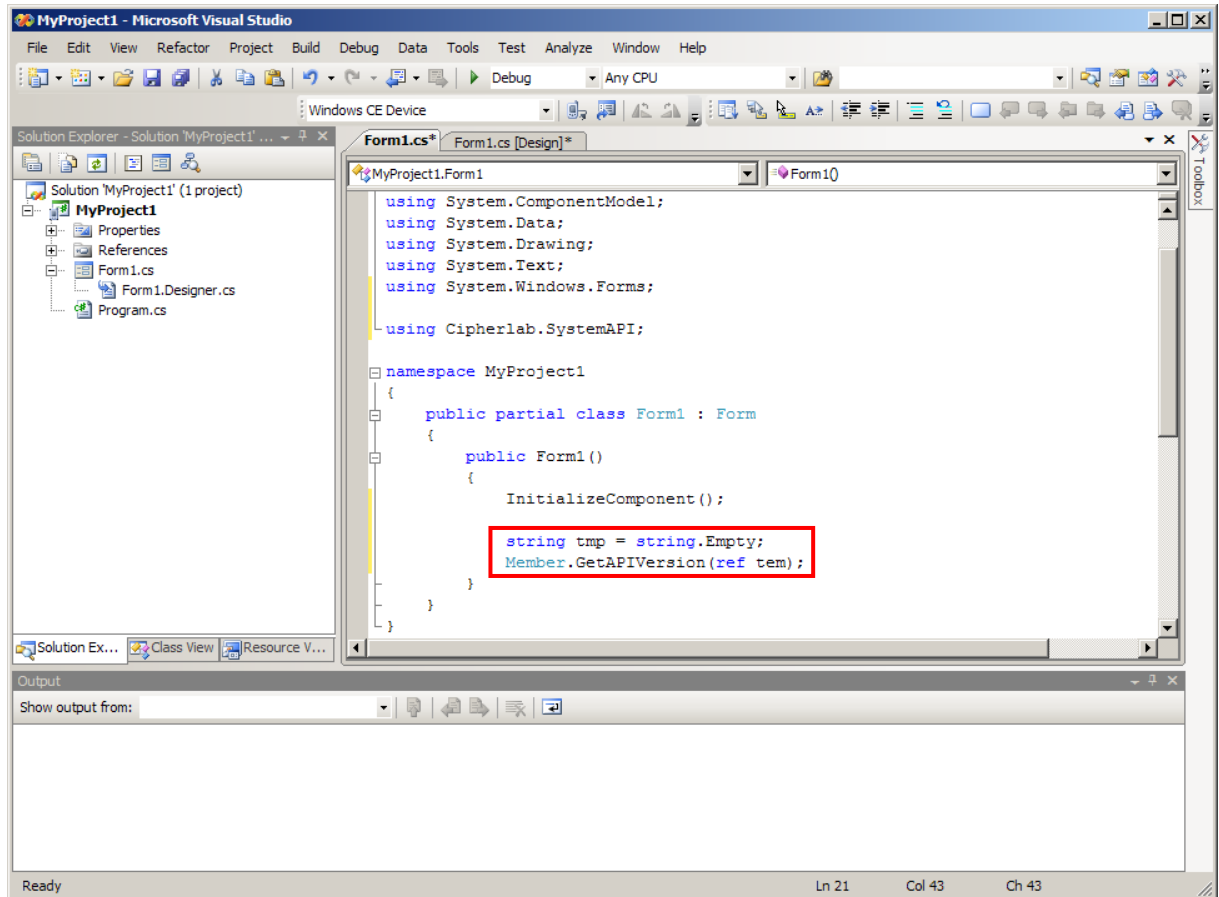 MyProject1 - Microsoft Visual Studio
File Edit View Refactor Project Build Debug Data Tools Test Analyze Window Help
Debug Any CPU
Windows CE Device
Solution Explorer - Solution 'MyProject1' ...
Form1.cs* Form1.cs [Design]*
Toolbox
MyProject1.Form1 Form1()
Solution 'MyProject1' (1 project)
MyProject1
Properties
References
Form1.cs
Form1.Designer.cs
Program.cs
using System.ComponentModel;
using System.Data;
using System.Drawing;
using System.Text;
using System.Windows.Forms;
using Cipherlab.SystemAPI;
namespace MyProject1
{
public partial class Form1 : Form
{
public Form1()
{
InitializeComponent();
string tmp = string.Empty;
Member.GetAPIVersion(ref tem);
}
}
}
Solution Ex... Class View Resource V...
Output
Show output from:
Ready Ln 21 Col 43 Ch 43